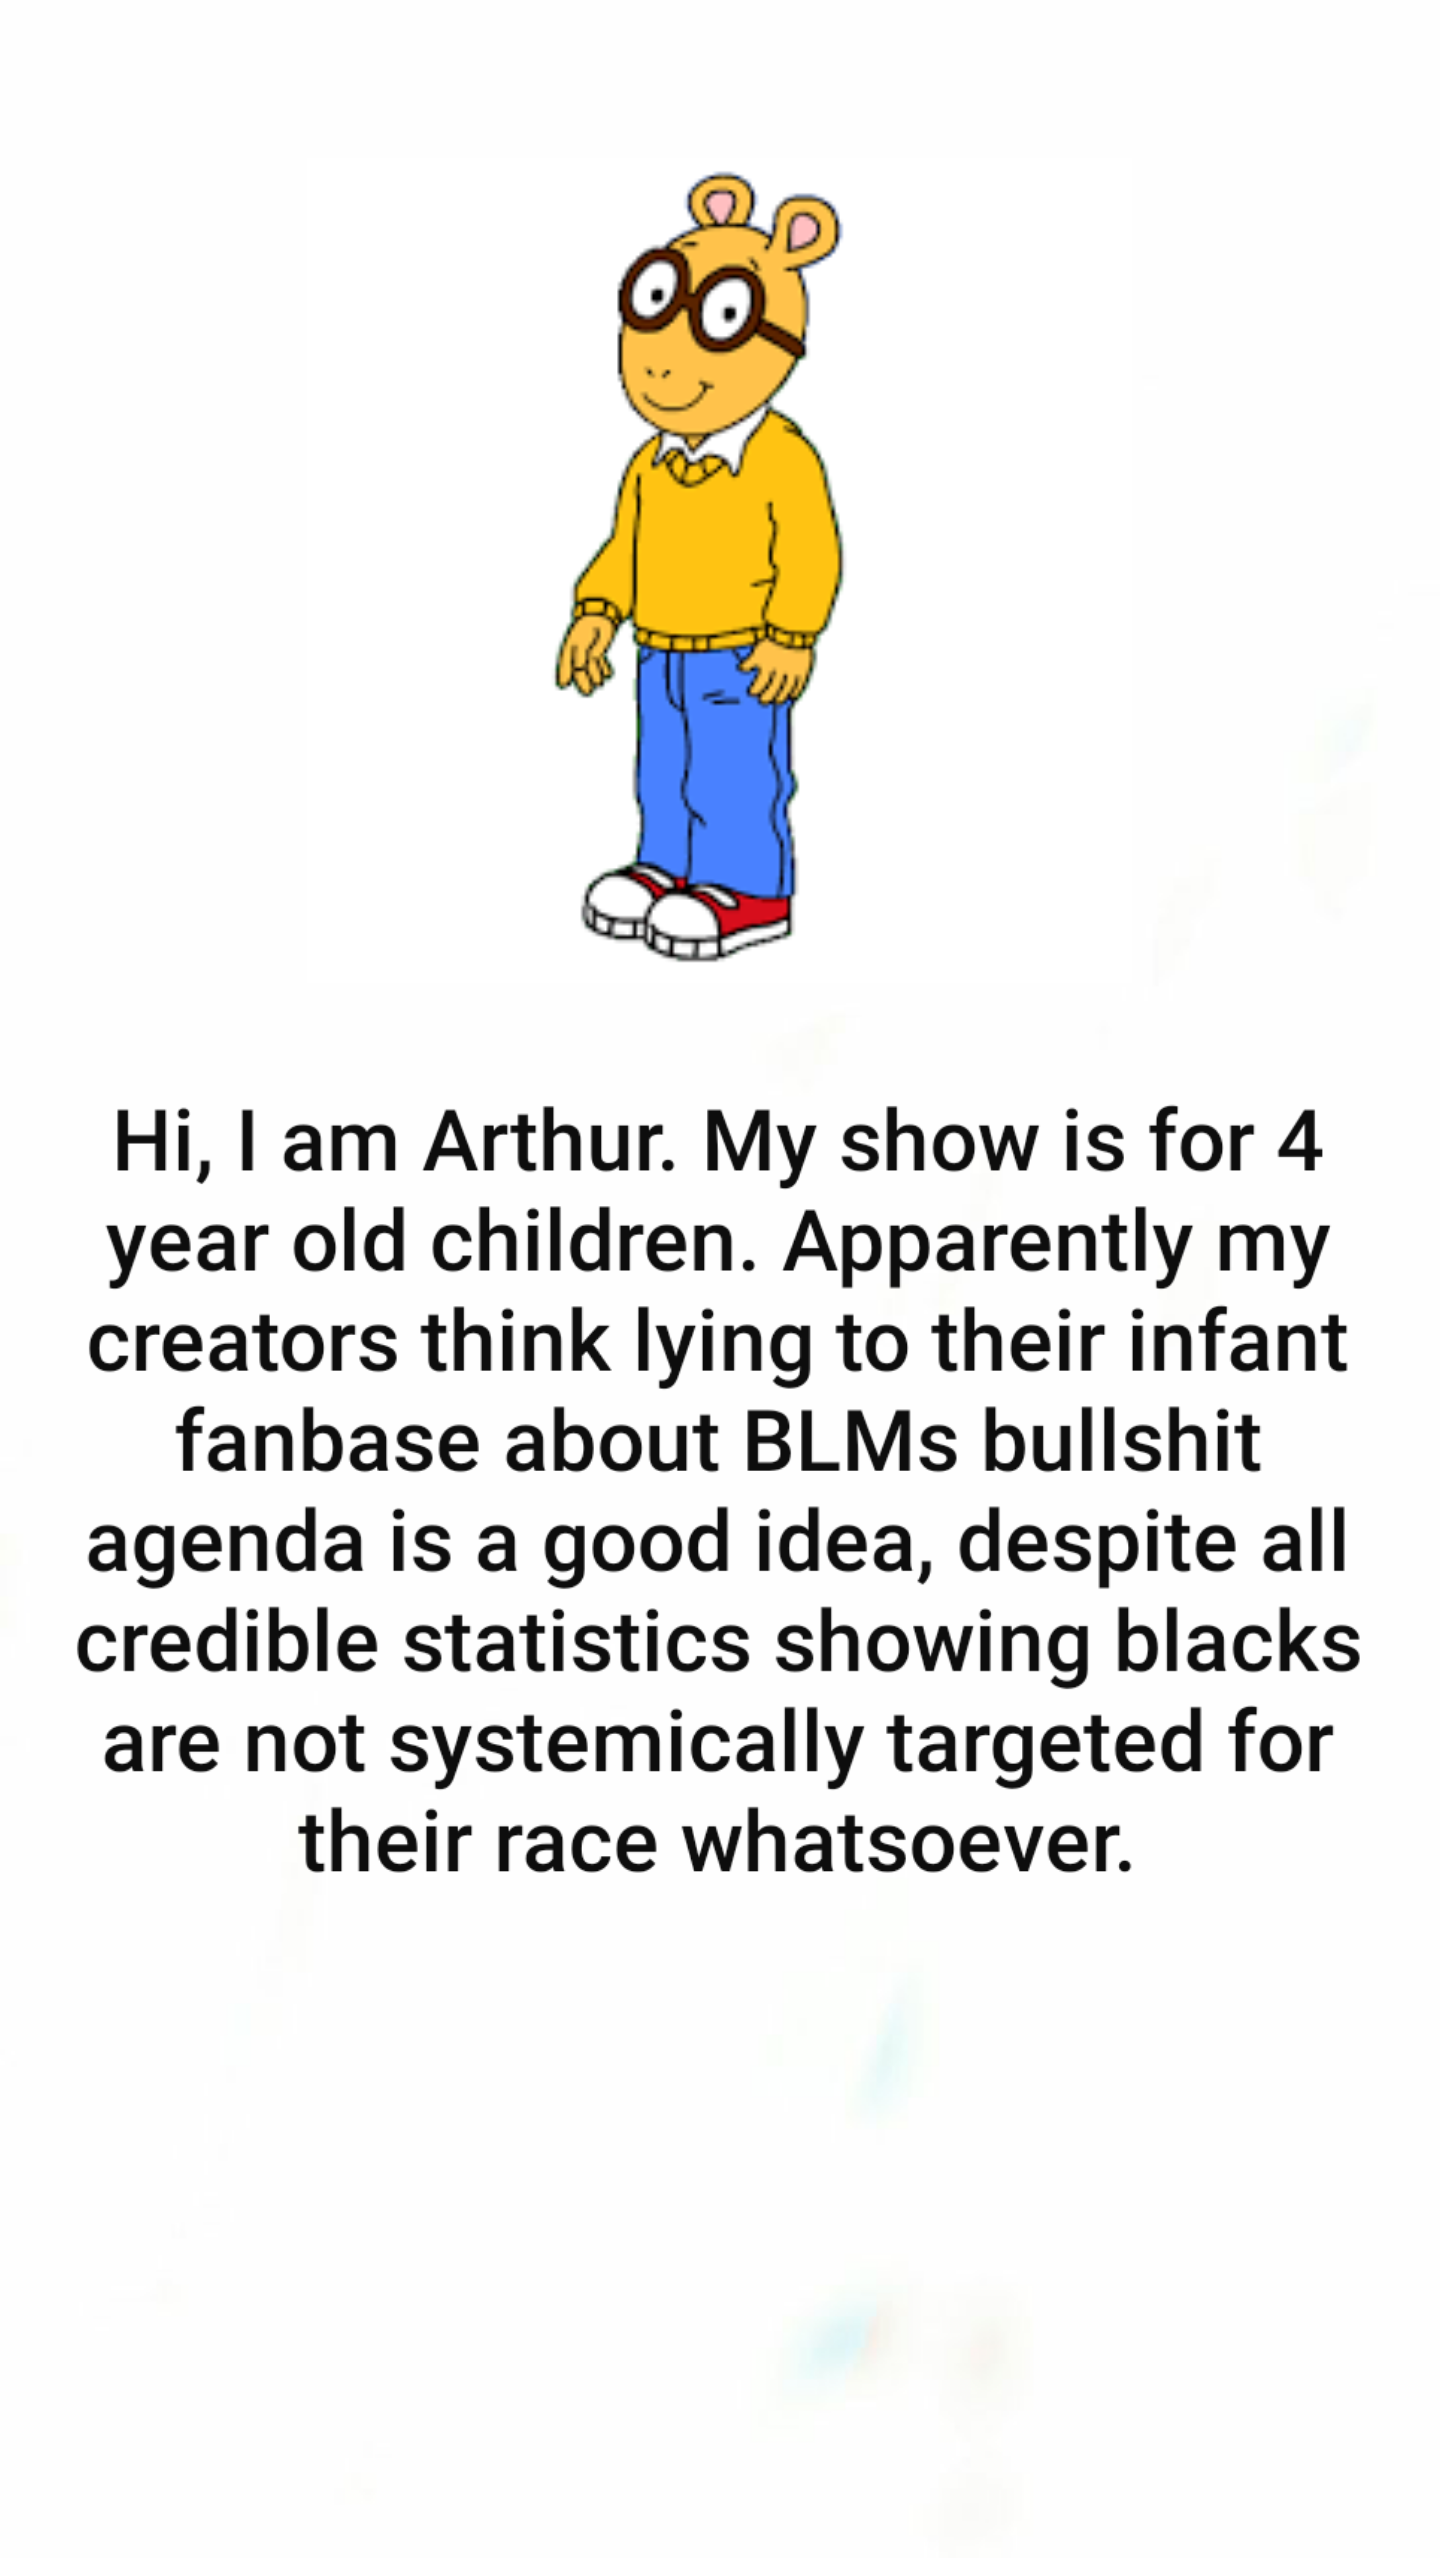 Hi, I am Arthur. My show is for 4
year old children. Apparently my
creators think lying to their infant
fanbase about BLMs bullshit
agenda is a good idea, despite all
credible statistics showing blacks
are not systemically targeted for
their race whatsoever.